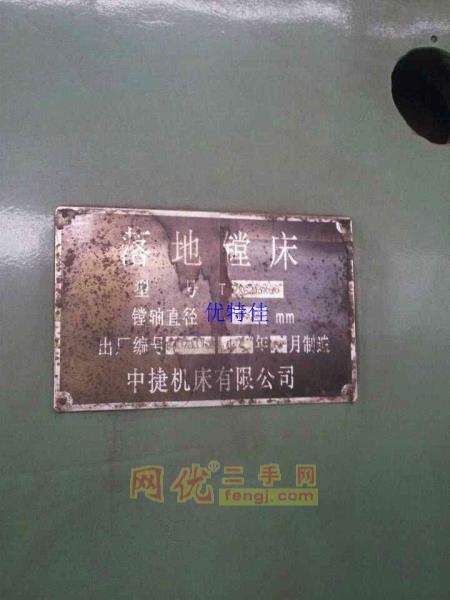 落地镗床
型号 T
镗轴直径 mm
优特佳
出厂编号 年 月制造
中捷机床有限公司
网优二手网
fengj.com